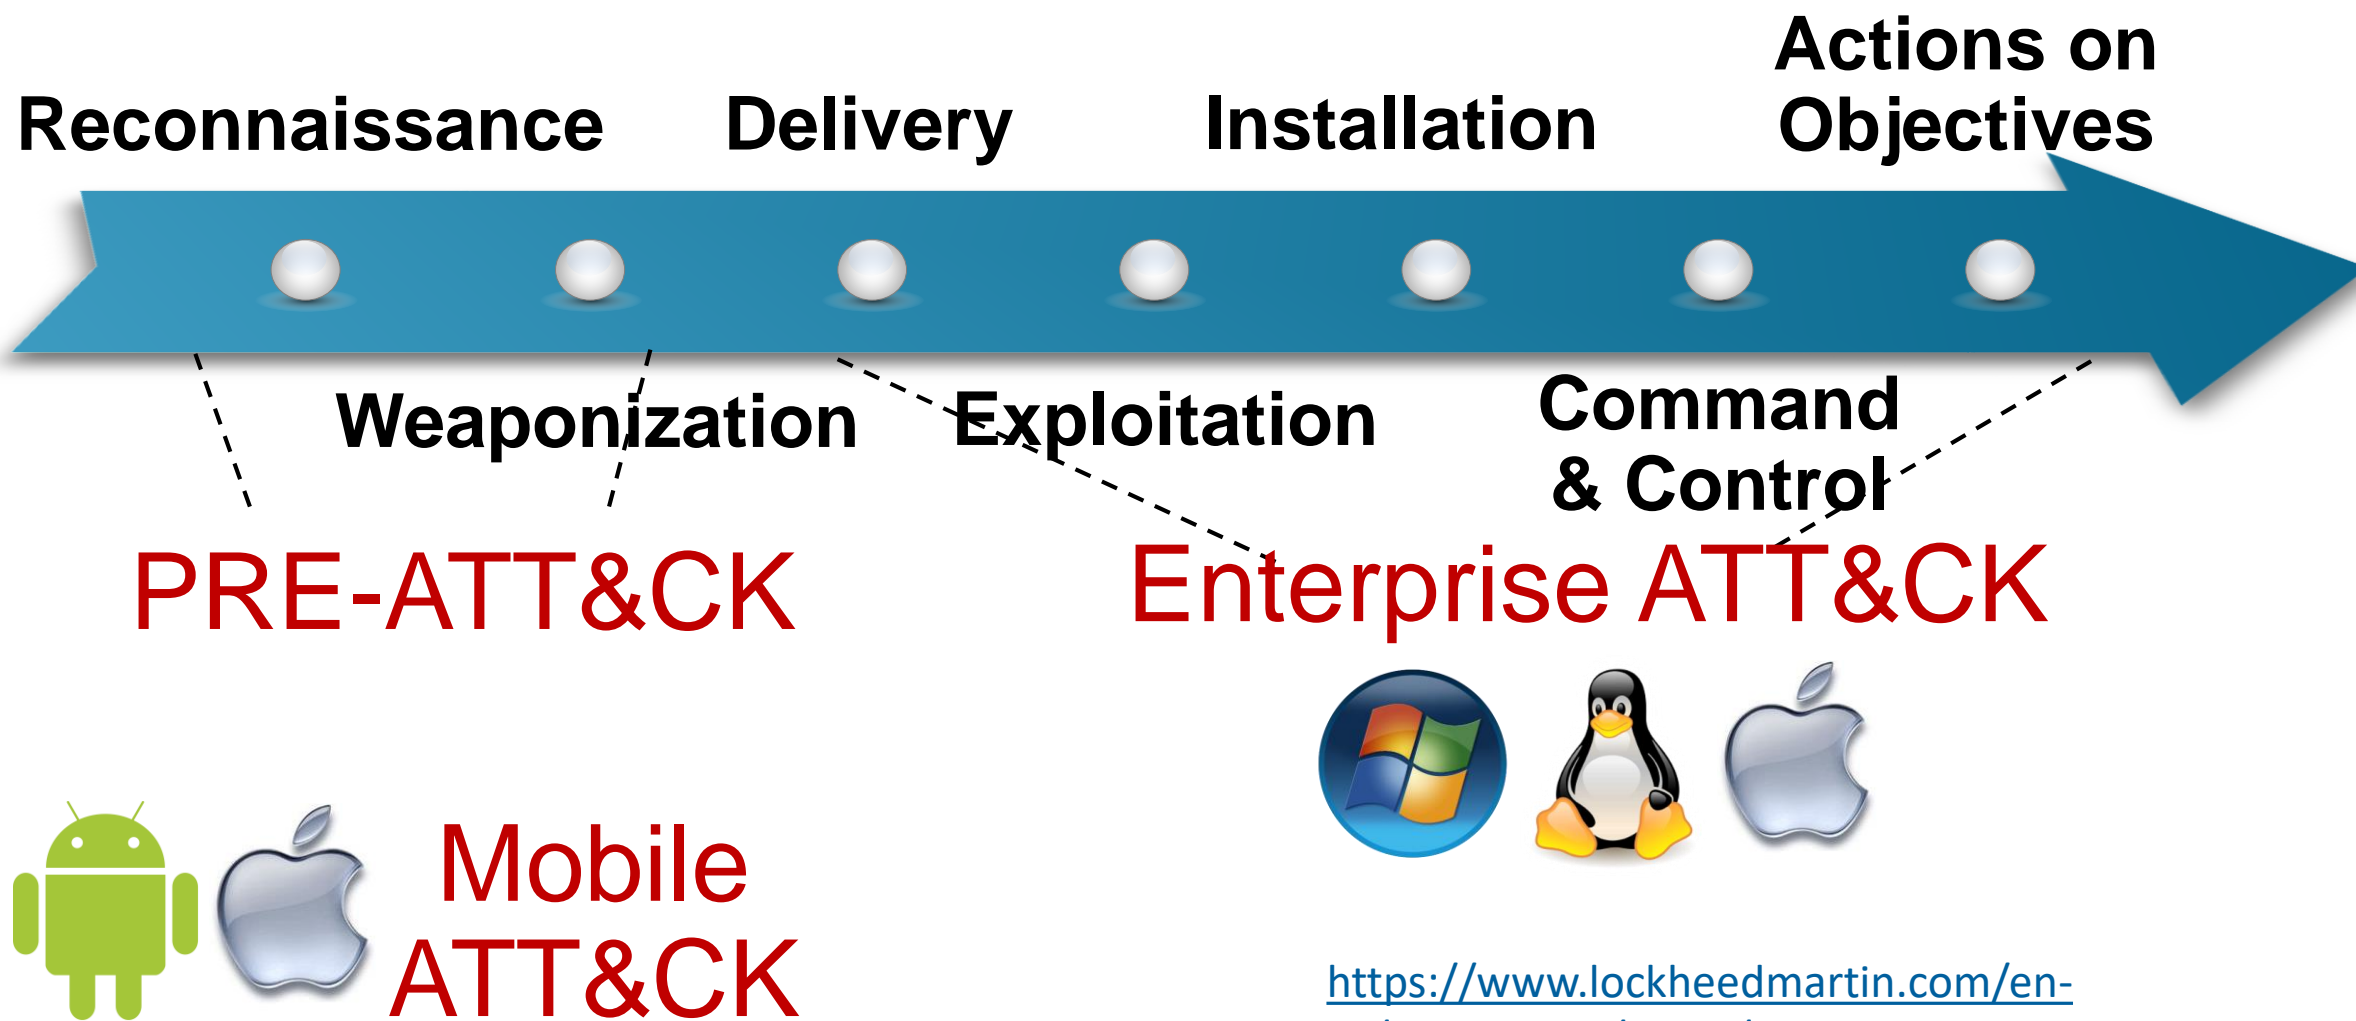 Actions on
Objectives
Reconnaissance
Delivery
Installation
Weaponization
Exploitation
Command
& Control
PRE-ATT&CK
Enterprise ATT&CK
Mobile
ATT&CK
https://www.lockheedmartin.com/en-